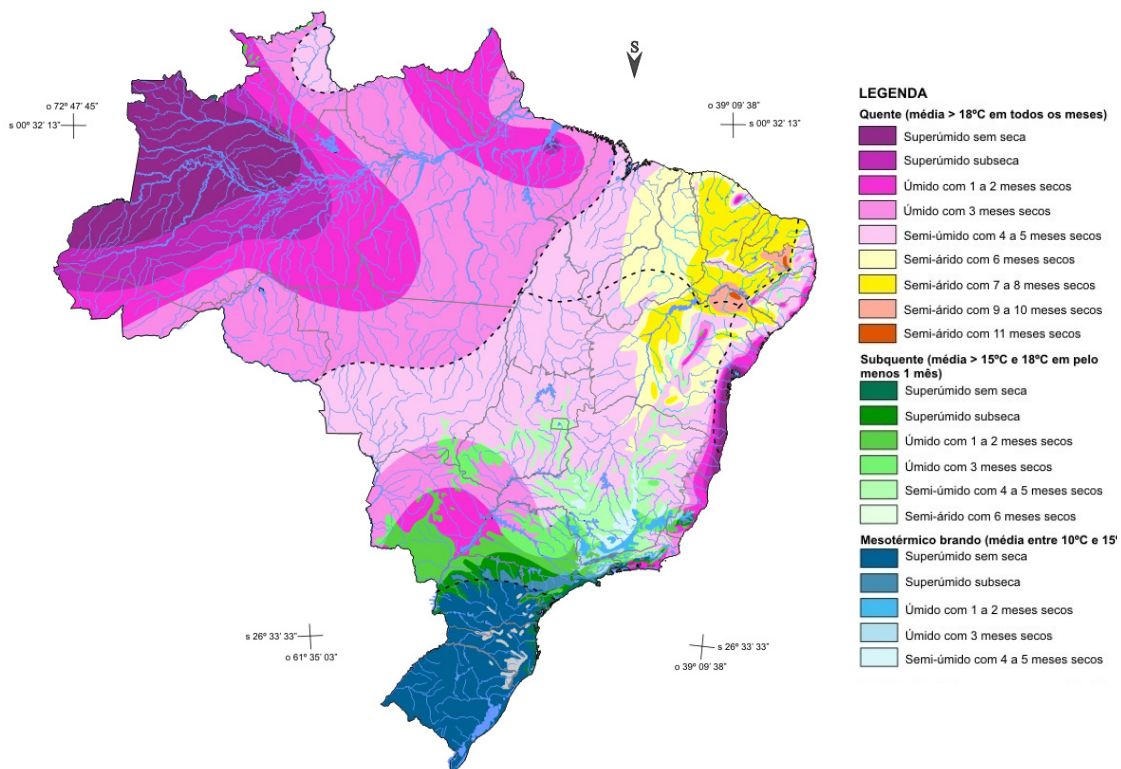 S
o 72º 47' 45"
s 00º 32' 13"
o 39º 09' 38"
s 00º 32' 13"
s 26º 33' 33"
o 61º 35' 03"
s 26º 33' 33"
o 39º 09' 38"
LEGENDA
Quente (média > 18ºC em todos os meses)
Superúmido sem seca
Superúmido subseca
Úmido com 1 a 2 meses secos
Úmido com 3 meses secos
Semi-úmido com 4 a 5 meses secos
Semi-árido com 6 meses secos
Semi-árido com 7 a 8 meses secos
Semi-árido com 9 a 10 meses secos
Semi-árido com 11 meses secos
Subquente (média > 15ºC e 18ºC em pelo
menos 1 mês)
Superúmido sem seca
Superúmido subseca
Úmido com 1 a 2 meses secos
Úmido com 3 meses secos
Semi-úmido com 4 a 5 meses secos
Semi-árido com 6 meses secos
Mesotérmico brando (média entre 10ºC e 15'
Superúmido sem seca
Superúmido subseca
Úmido com 1 a 2 meses secos
Úmido com 3 meses secos
Semi-úmido com 4 a 5 meses secos